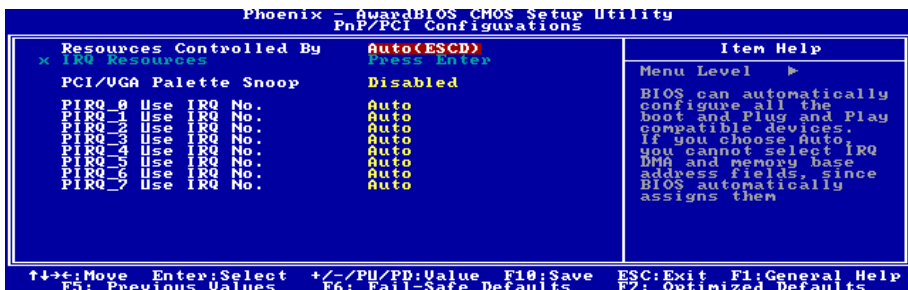 Phoenix - AwardBIOS CMOS Setup Utility
PnP/PCI Configurations
Resources Controlled By Auto(ESCD)
x IRQ Resources Press Enter
PCI/VGA Palette Snoop Disabled
PIRQ_0 Use IRQ No. Auto
PIRQ_1 Use IRQ No. Auto
PIRQ_2 Use IRQ No. Auto
PIRQ_3 Use IRQ No. Auto
PIRQ_4 Use IRQ No. Auto
PIRQ_5 Use IRQ No. Auto
PIRQ_6 Use IRQ No. Auto
PIRQ_7 Use IRQ No. Auto
Item Help
Menu Level ►
BIOS can automatically
configure all the
boot and Plug and Play
compatible devices.
If you choose Auto,
you cannot select IRQ
DMA and memory base
address fields, since
BIOS automatically
assigns them
↑↓→←:Move Enter:Select +/-/PU/PD:Value F10:Save ESC:Exit F1:General Help
F5: Previous Values F6: Fail-Safe Defaults F7: Optimized Defaults